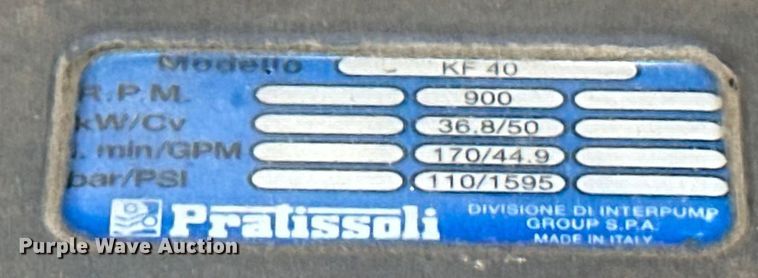 Modello KF 40
R.P.M. 900
kW/Cv 36.8/50
l. min/GPM 170/44.9
bar/PSI 110/1595
Pratissoli DIVISIONE DI INTERPUMP
GROUP S.P.A.
MADE IN ITALY
Purple Wave Auction